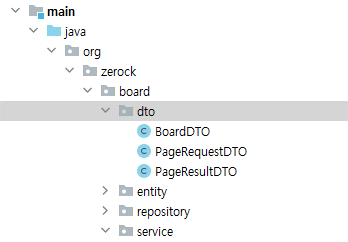 main
java
org
zerock
board
dto
BoardDTO
PageRequestDTO
PageResultDTO
entity
repository
service